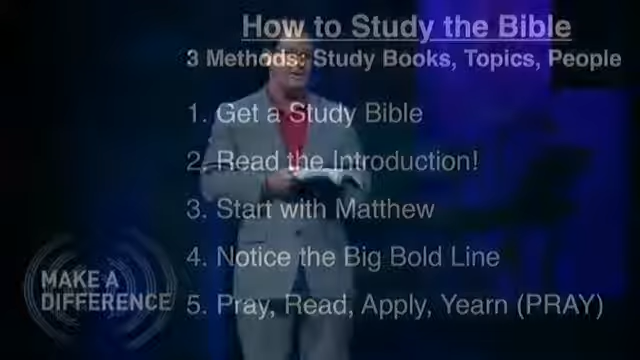 How to Study the Bible
3 Methods: Study Books, Topics, People
1. Get a Study Bible
2. Read the Introduction!
3. Start with Matthew
4. Notice the Big Bold Line
5. Pray, Read, Apply, Yearn (PRAY)
MAKE A
DIFFERENCE